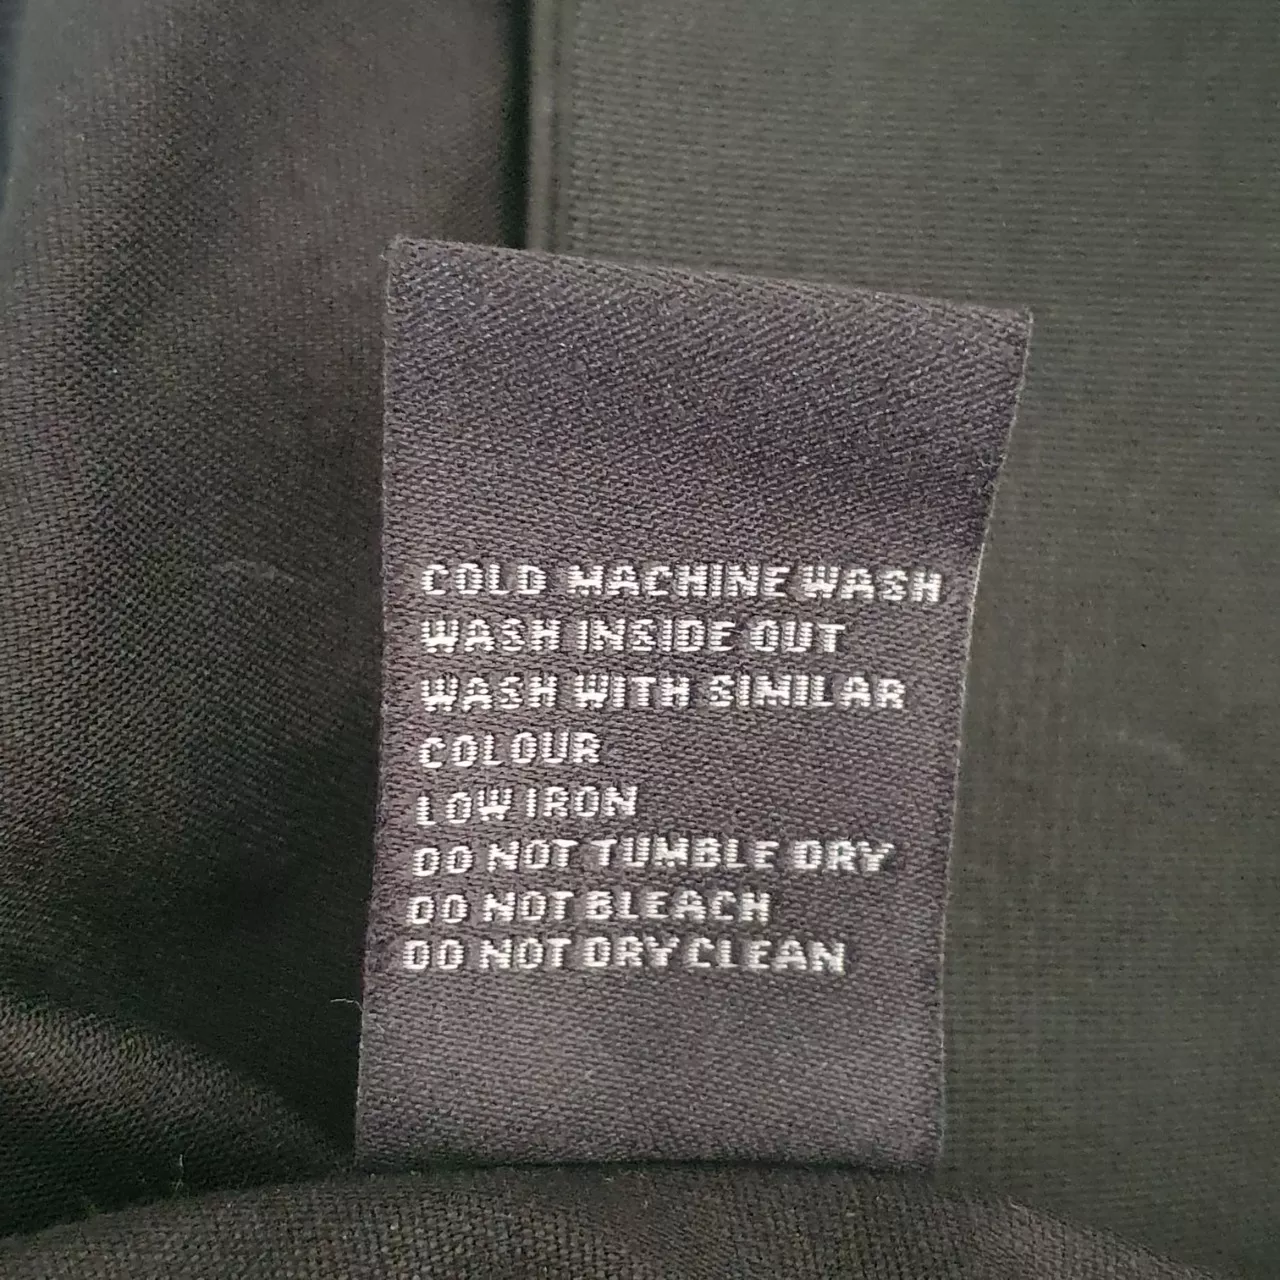 COLD MACHINE WASH
WASH INSIDE OUT
WASH WITH SIMILAR
COLOUR
LOW IRON
DO NOT TUMBLE DRY
DO NOT BLEACH
DO NOT DRY CLEAN